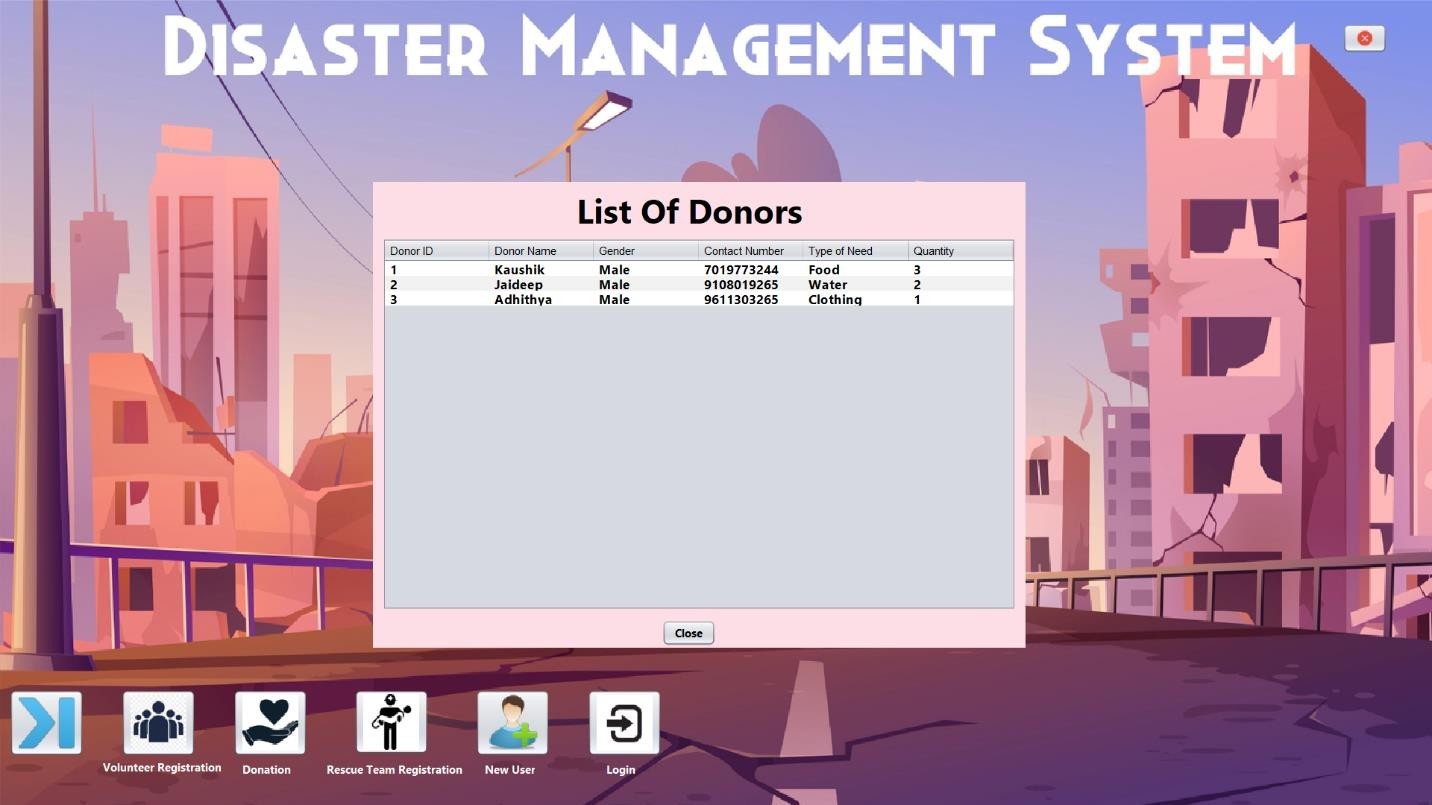 DISASTER MANAGEMENT SYSTEM
List Of Donors
Donor ID Donor Name Gender Contact Number Type of Need Quantity
1 Kaushik Male 7019773244 Food 3
2 Jaideep Male 9108019265 Water 2
3 Adhithya Male 9611303265 Clothing 1
Close
Volunteer Registration Donation Rescue Team Registration New User Login